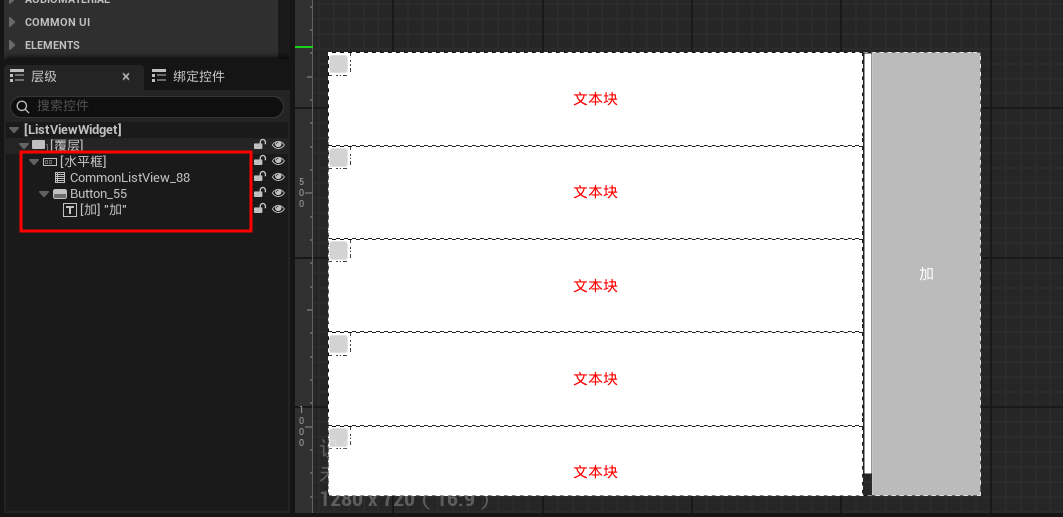 AUDIOMATERIAL
COMMON UI
ELEMENTS
层级
×
绑定控件
搜索控件
[ListViewWidget]
[覆层]
[水平框]
CommonListView_88
Button_55
[加] "加"
500
1000
文本块
文本块
文本块
文本块
文本块
加
1280 x 720 (16:9)